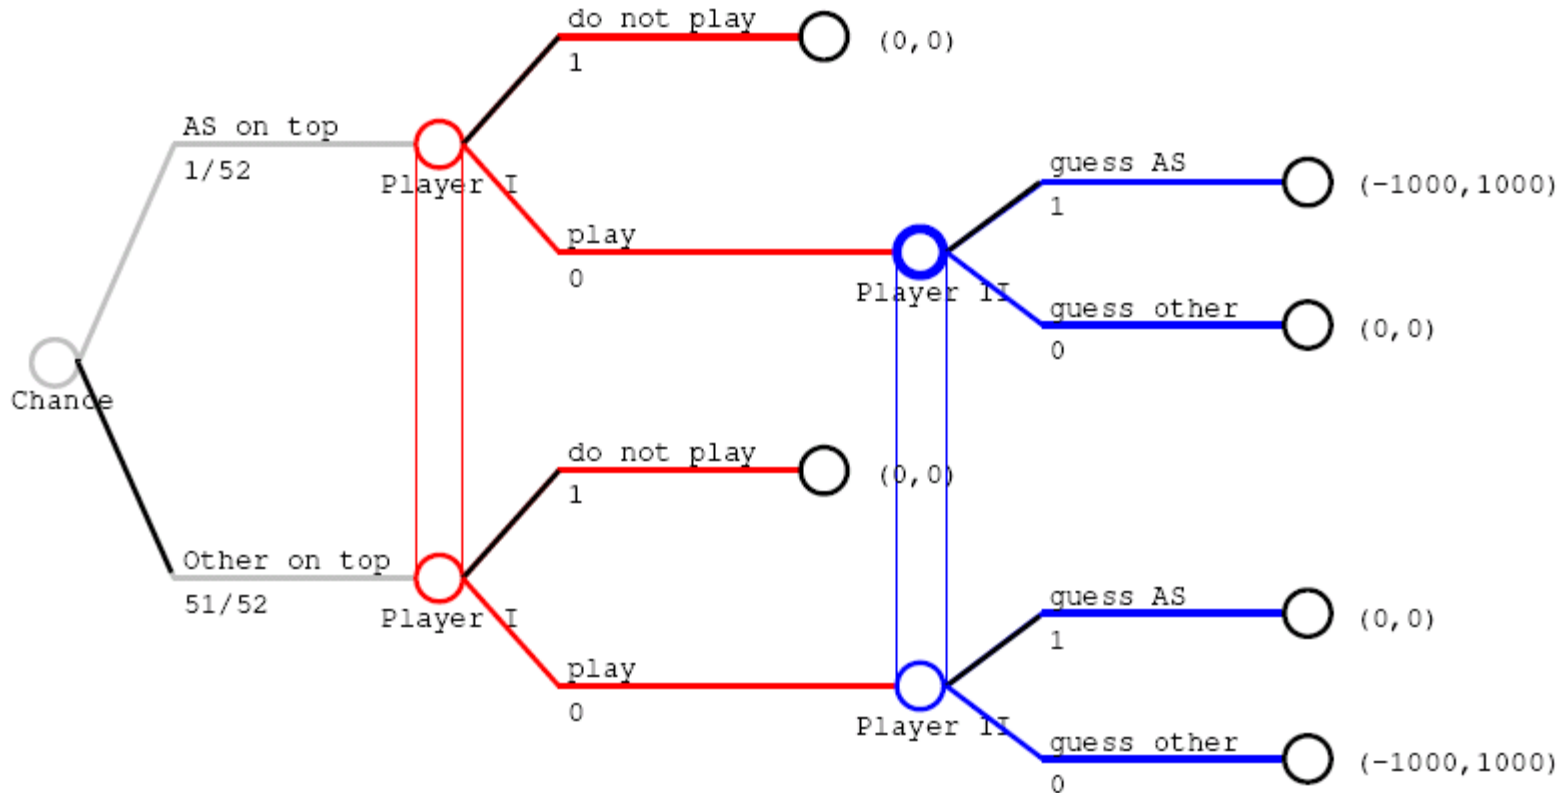 do not play
1
(0,0)
AS on top
1/52
Player I
guess AS
1
(-1000,1000)
play
0
Player II
guess other
0
(0,0)
Chance
do not play
1
(0,0)
Other on top
51/52
Player I
guess AS
1
(0,0)
play
0
Player II
guess other
0
(-1000,1000)